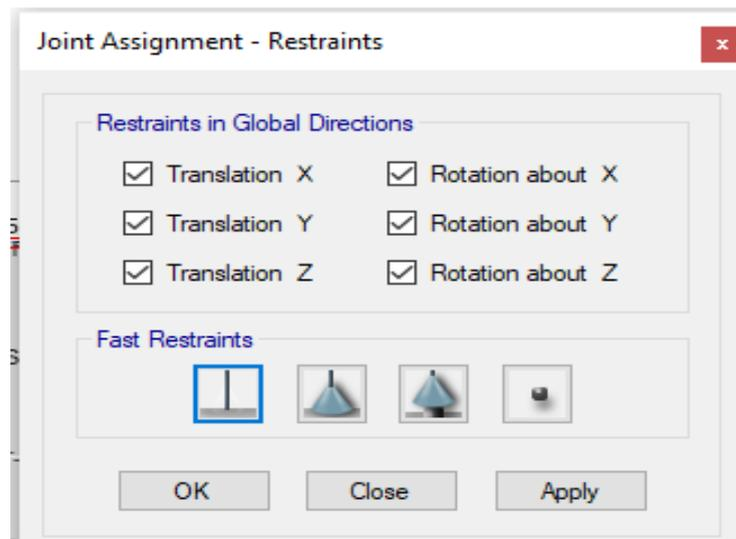 Joint Assignment - Restraints
x
Restraints in Global Directions
Translation X
Rotation about X
Translation Y
Rotation about Y
Translation Z
Rotation about Z
Fast Restraints
OK
Close
Apply